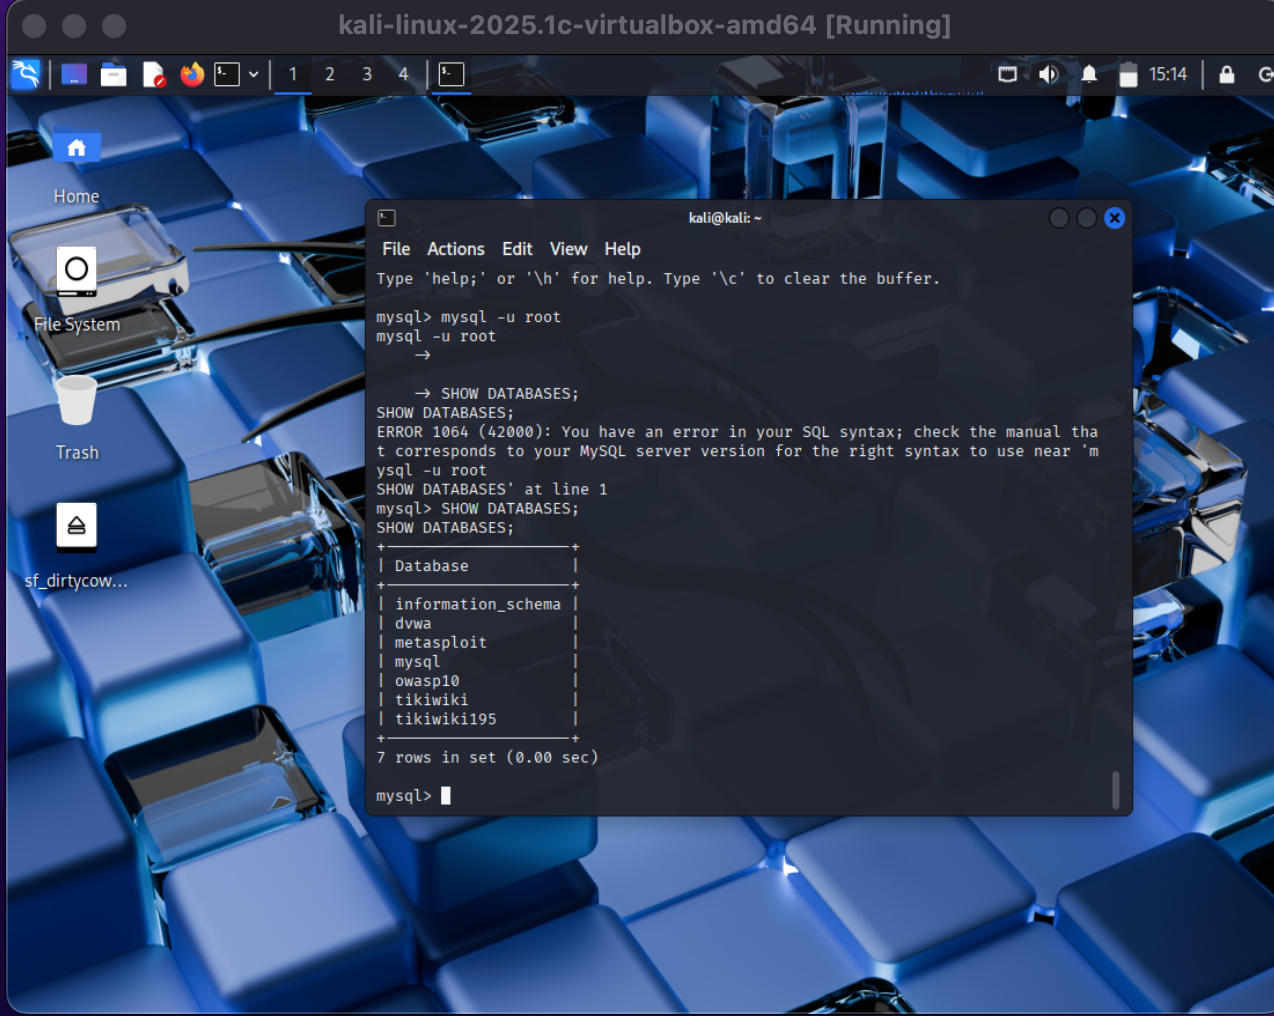 kali-linux-2025.1c-virtualbox-amd64 [Running]
1 2 3 4 15:14
Home
File System
Trash
sf_dirtycow...
kali@kali: ~
File Actions Edit View Help
Type 'help;' or '\h' for help. Type '\c' to clear the buffer.
mysql> mysql -u root
mysql -u root
    →
    → SHOW DATABASES;
SHOW DATABASES;
ERROR 1064 (42000): You have an error in your SQL syntax; check the manual tha
t corresponds to your MySQL server version for the right syntax to use near 'm
ysql -u root
SHOW DATABASES' at line 1
mysql> SHOW DATABASES;
SHOW DATABASES;
+--------------------+
| Database           |
+--------------------+
| information_schema |
| dvwa               |
| metasploit         |
| mysql              |
| owasp10            |
| tikiwiki           |
| tikiwiki195        |
+--------------------+
7 rows in set (0.00 sec)
mysql>